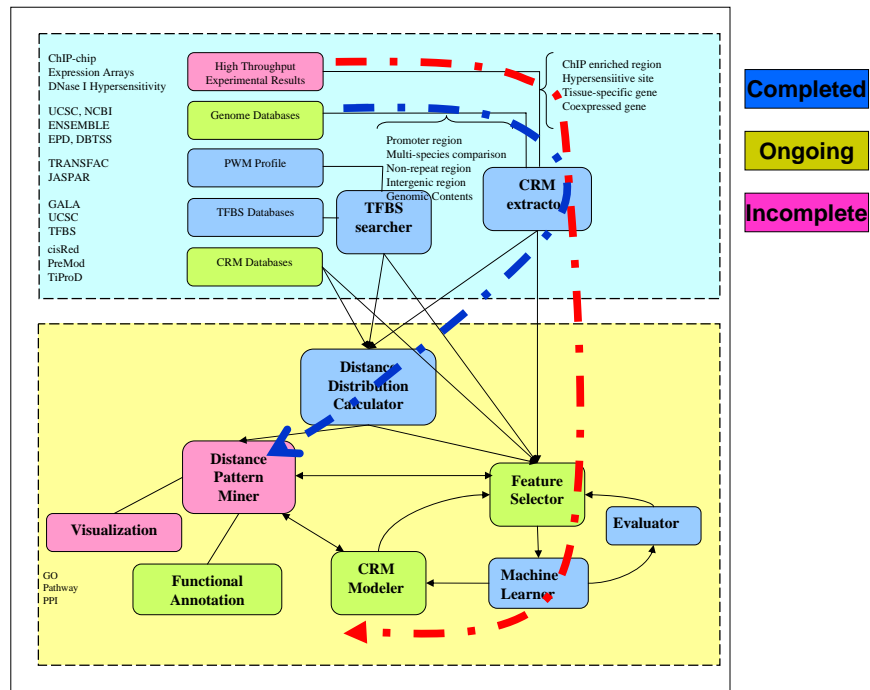 ChIP-chip
Expression Arrays
DNase I Hypersensitivity
High Throughput
Experimental Results
ChIP enriched region
Hypersensiitive site
Tissue-specific gene
Coexpressed gene
UCSC, NCBI
ENSEMBLE
EPD, DBTSS
Genome Databases
Promoter region
Multi-species comparison
Non-repeat region
Intergenic region
Genomic Contents
TRANSFAC
JASPAR
PWM Profile
CRM
extractor
GALA
UCSC
TFBS
TFBS Databases
TFBS
searcher
cisRed
PreMod
TiProD
CRM Databases
Distance
Distribution
Calculator
Distance
Pattern
Miner
Feature
Selector
Visualization
Evaluator
GO
Pathway
PPI
Functional
Annotation
CRM
Modeler
Machine
Learner
Completed
Ongoing
Incomplete